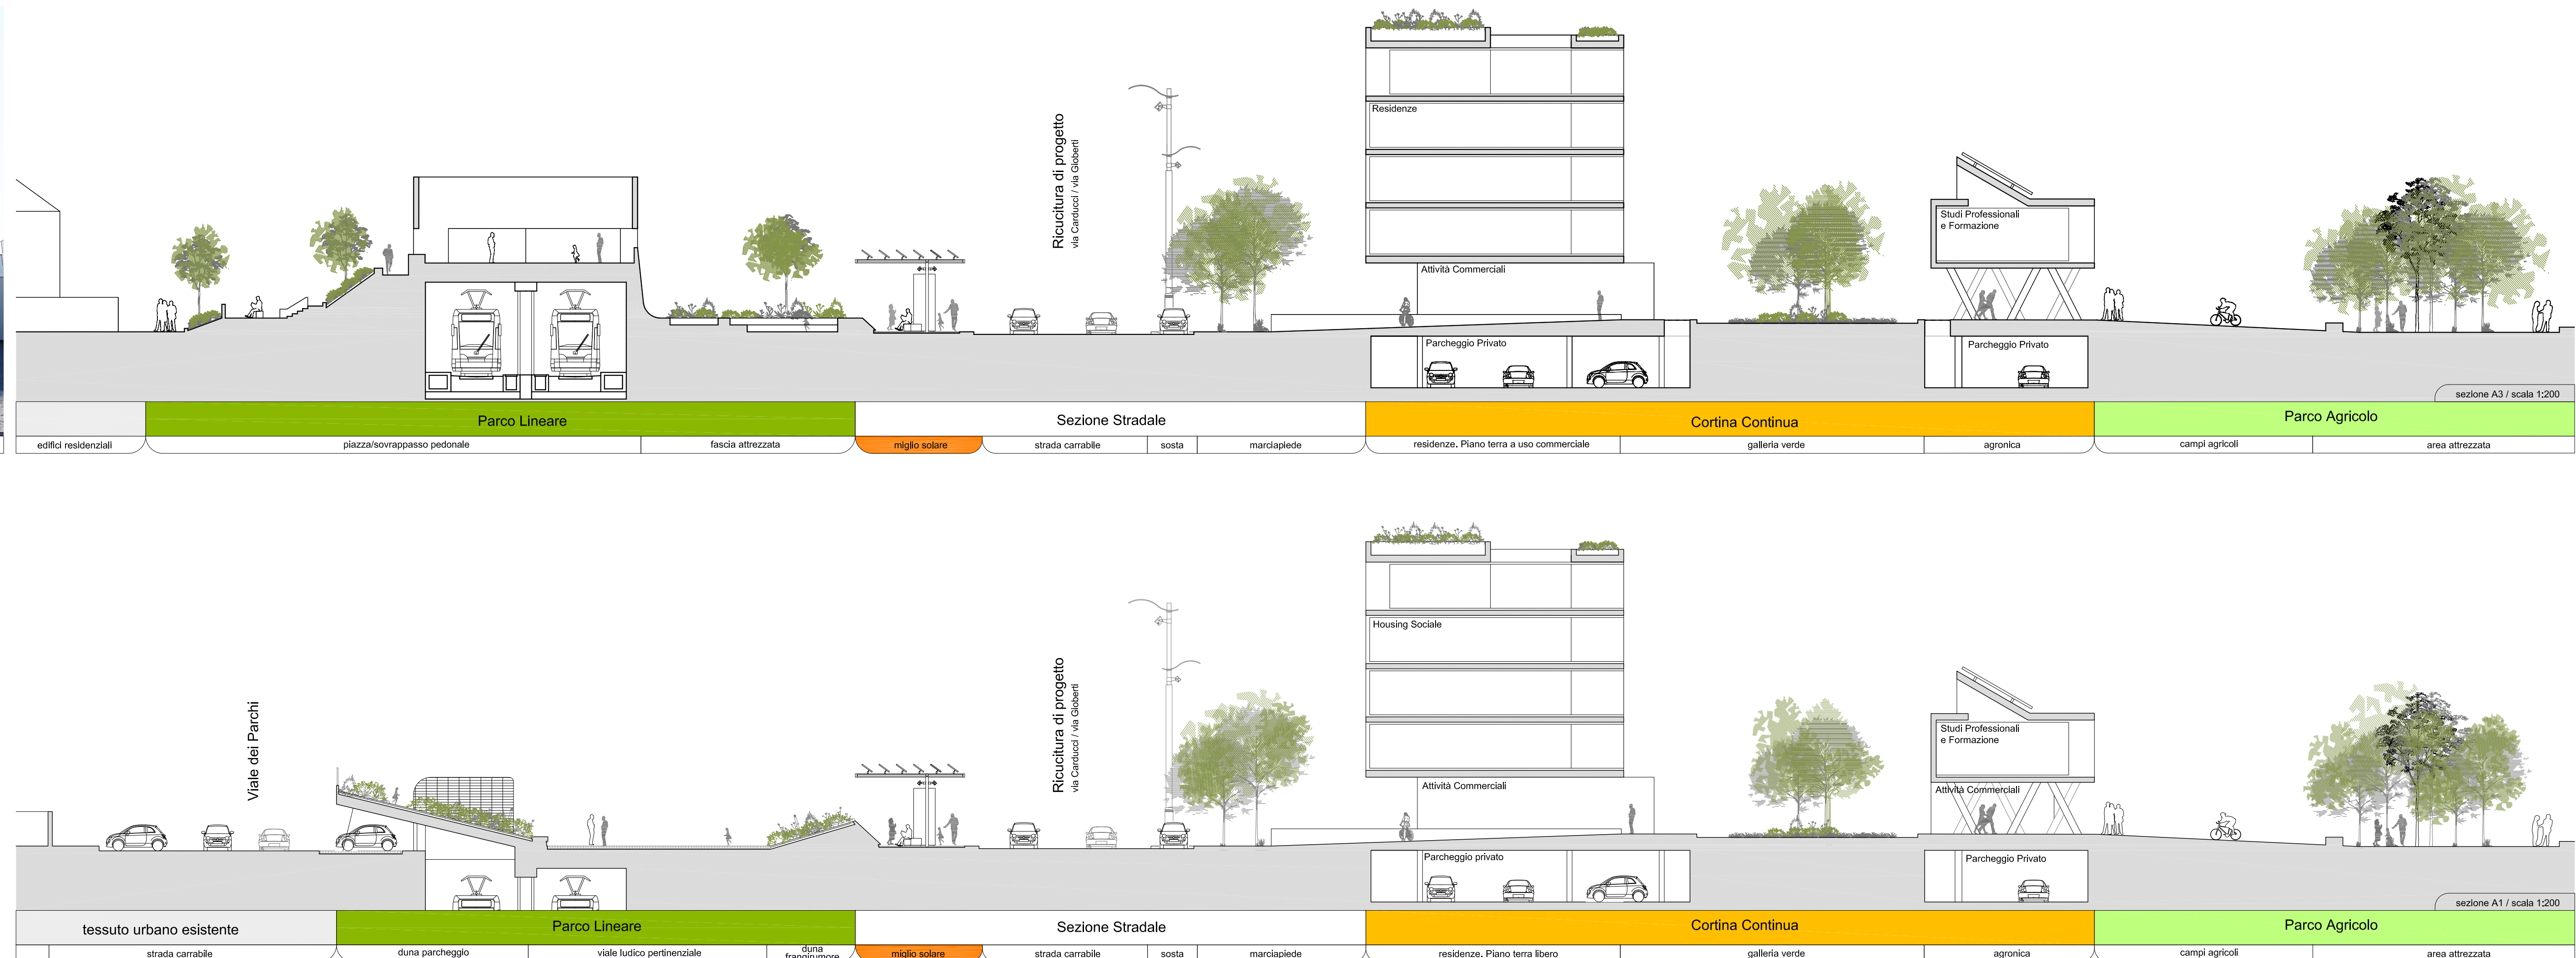 Ricucitura di progetto
via Carducci / via Gioberti
Residenze
Attività Commerciali
Studi Professionali
e Formazione
Parcheggio Privato
Parcheggio Privato
sezione A3 / scala 1:200
Parco Lineare
Sezione Stradale
Cortina Continua
Parco Agricolo
edifici residenziali
piazza/sovrappasso pedonale
fascia attrezzata
miglio solare
strada carrabile
sosta
marciapiede
residenze. Piano terra a uso commerciale
galleria verde
agronica
campi agricoli
area attrezzata
Viale dei Parchi
Ricucitura di progetto
via Carducci / via Gioberti
Housing Sociale
Attività Commerciali
Studi Professionali
e Formazione
Attività Commerciali
Parcheggio privato
Parcheggio Privato
sezione A1 / scala 1:200
tessuto urbano esistente
Parco Lineare
Sezione Stradale
Cortina Continua
Parco Agricolo
strada carrabile
duna parcheggio
viale ludico pertinenziale
duna
frangirumore
miglio solare
strada carrabile
sosta
marciapiede
residenze. Piano terra libero
galleria verde
agronica
campi agricoli
area attrezzata